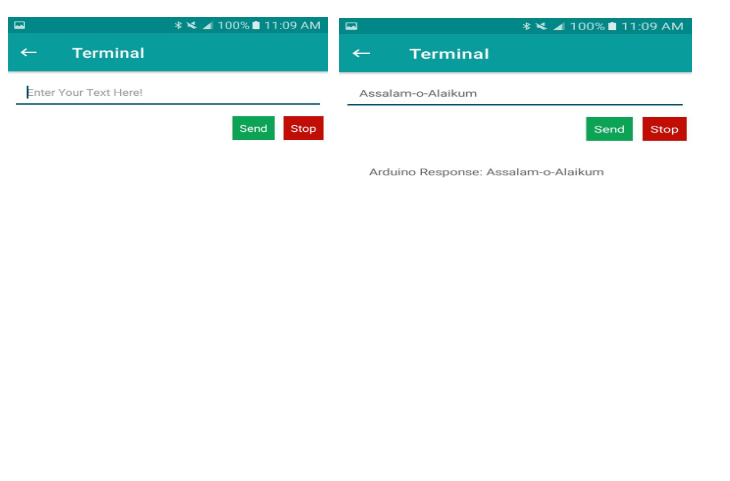 100% 11:09 AM
Terminal
Enter Your Text Here!
Send Stop
100% 11:09 AM
Terminal
Assalam-o-Alaikum
Send Stop
Arduino Response: Assalam-o-Alaikum